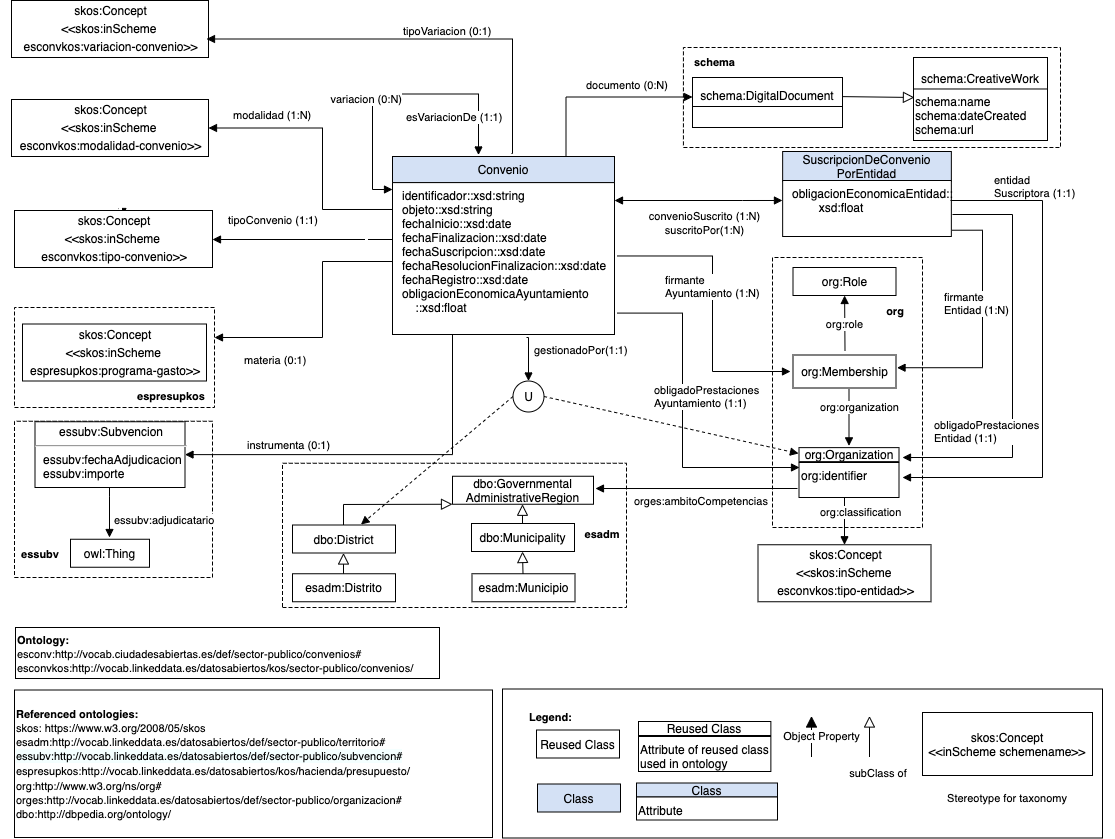 skos:Concept
<<skos:inScheme
esconvkos:variacion-convenio>>
tipoVariacion (0:1)
skos:Concept
<<skos:inScheme
esconvkos:modalidad-convenio>>
modalidad (1:N)
variacion (0:N)
esVariacionDe (1:1)
documento (0:N)
schema
schema:DigitalDocument
schema:CreativeWork
schema:name
schema:dateCreated
schema:url
skos:Concept
<<skos:inScheme
esconvkos:tipo-convenio>>
tipoConvenio (1:1)
Convenio
identificador::xsd:string
objeto::xsd:string
fechaInicio::xsd:date
fechaFinalizacion::xsd:date
fechaSuscripcion::xsd:date
fechaResolucionFinalizacion::xsd:date
fechaRegistro::xsd:date
obligacionEconomicaAyuntamiento
::xsd:float
convenioSuscrito (1:N)
suscritoPor(1:N)
SuscripcionDeConvenio
PorEntidad
obligacionEconomicaEntidad::
xsd:float
entidad
Suscriptora (1:1)
skos:Concept
<<skos:inScheme
espresupkos:programa-gasto>>
espresupkos
materia (0:1)
firmante
Ayuntamiento (1:N)
org:Role
org
org:role
firmante
Entidad (1:N)
org:Membership
gestionadoPor(1:1)
U
obligadoPrestaciones
Ayuntamiento (1:1)
org:organization
obligadoPrestaciones
Entidad (1:1)
org:Organization
org:identifier
org:classification
essubv:Subvencion
essubv:fechaAdjudicacion
essubv:importe
instrumenta (0:1)
essubv:adjudicatario
essubv
owl:Thing
dbo:Governmental
AdministrativeRegion
orges:ambitoCompetencias
dbo:District
dbo:Municipality
esadm
esadm:Distrito
esadm:Municipio
skos:Concept
<<skos:inScheme
esconvkos:tipo-entidad>>
Ontology:
esconv:http://vocab.ciudadesabiertas.es/def/sector-publico/convenios#
esconvkos:http://vocab.linkeddata.es/datosabiertos/kos/sector-publico/convenios/
Referenced ontologies:
skos: https://www.w3.org/2008/05/skos
esadm:http://vocab.linkeddata.es/datosabiertos/def/sector-publico/territorio#
essubv:http://vocab.linkeddata.es/datosabiertos/def/sector-publico/subvencion#
espresupkos:http://vocab.linkeddata.es/datosabiertos/kos/hacienda/presupuesto/
org:http://www.w3.org/ns/org#
orges:http://vocab.linkeddata.es/datosabiertos/def/sector-publico/organizacion#
dbo:http://dbpedia.org/ontology/
Legend:
Reused Class
Reused Class
Attribute of reused class
used in ontology
Object Property
subClass of
Class
Class
Attribute
skos:Concept
<<inScheme schemename>>
Stereotype for taxonomy